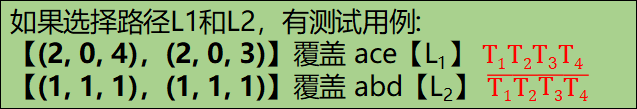 如果选择路径L1和L2，有测试用例:
【(2, 0, 4)，(2, 0, 3)】覆盖 ace【L₁】 T₁T₂T₃T₄
【(1, 1, 1)，(1, 1, 1)】覆盖 abd【L₂】 T̅₁T̅₂T̅₃T̅₄